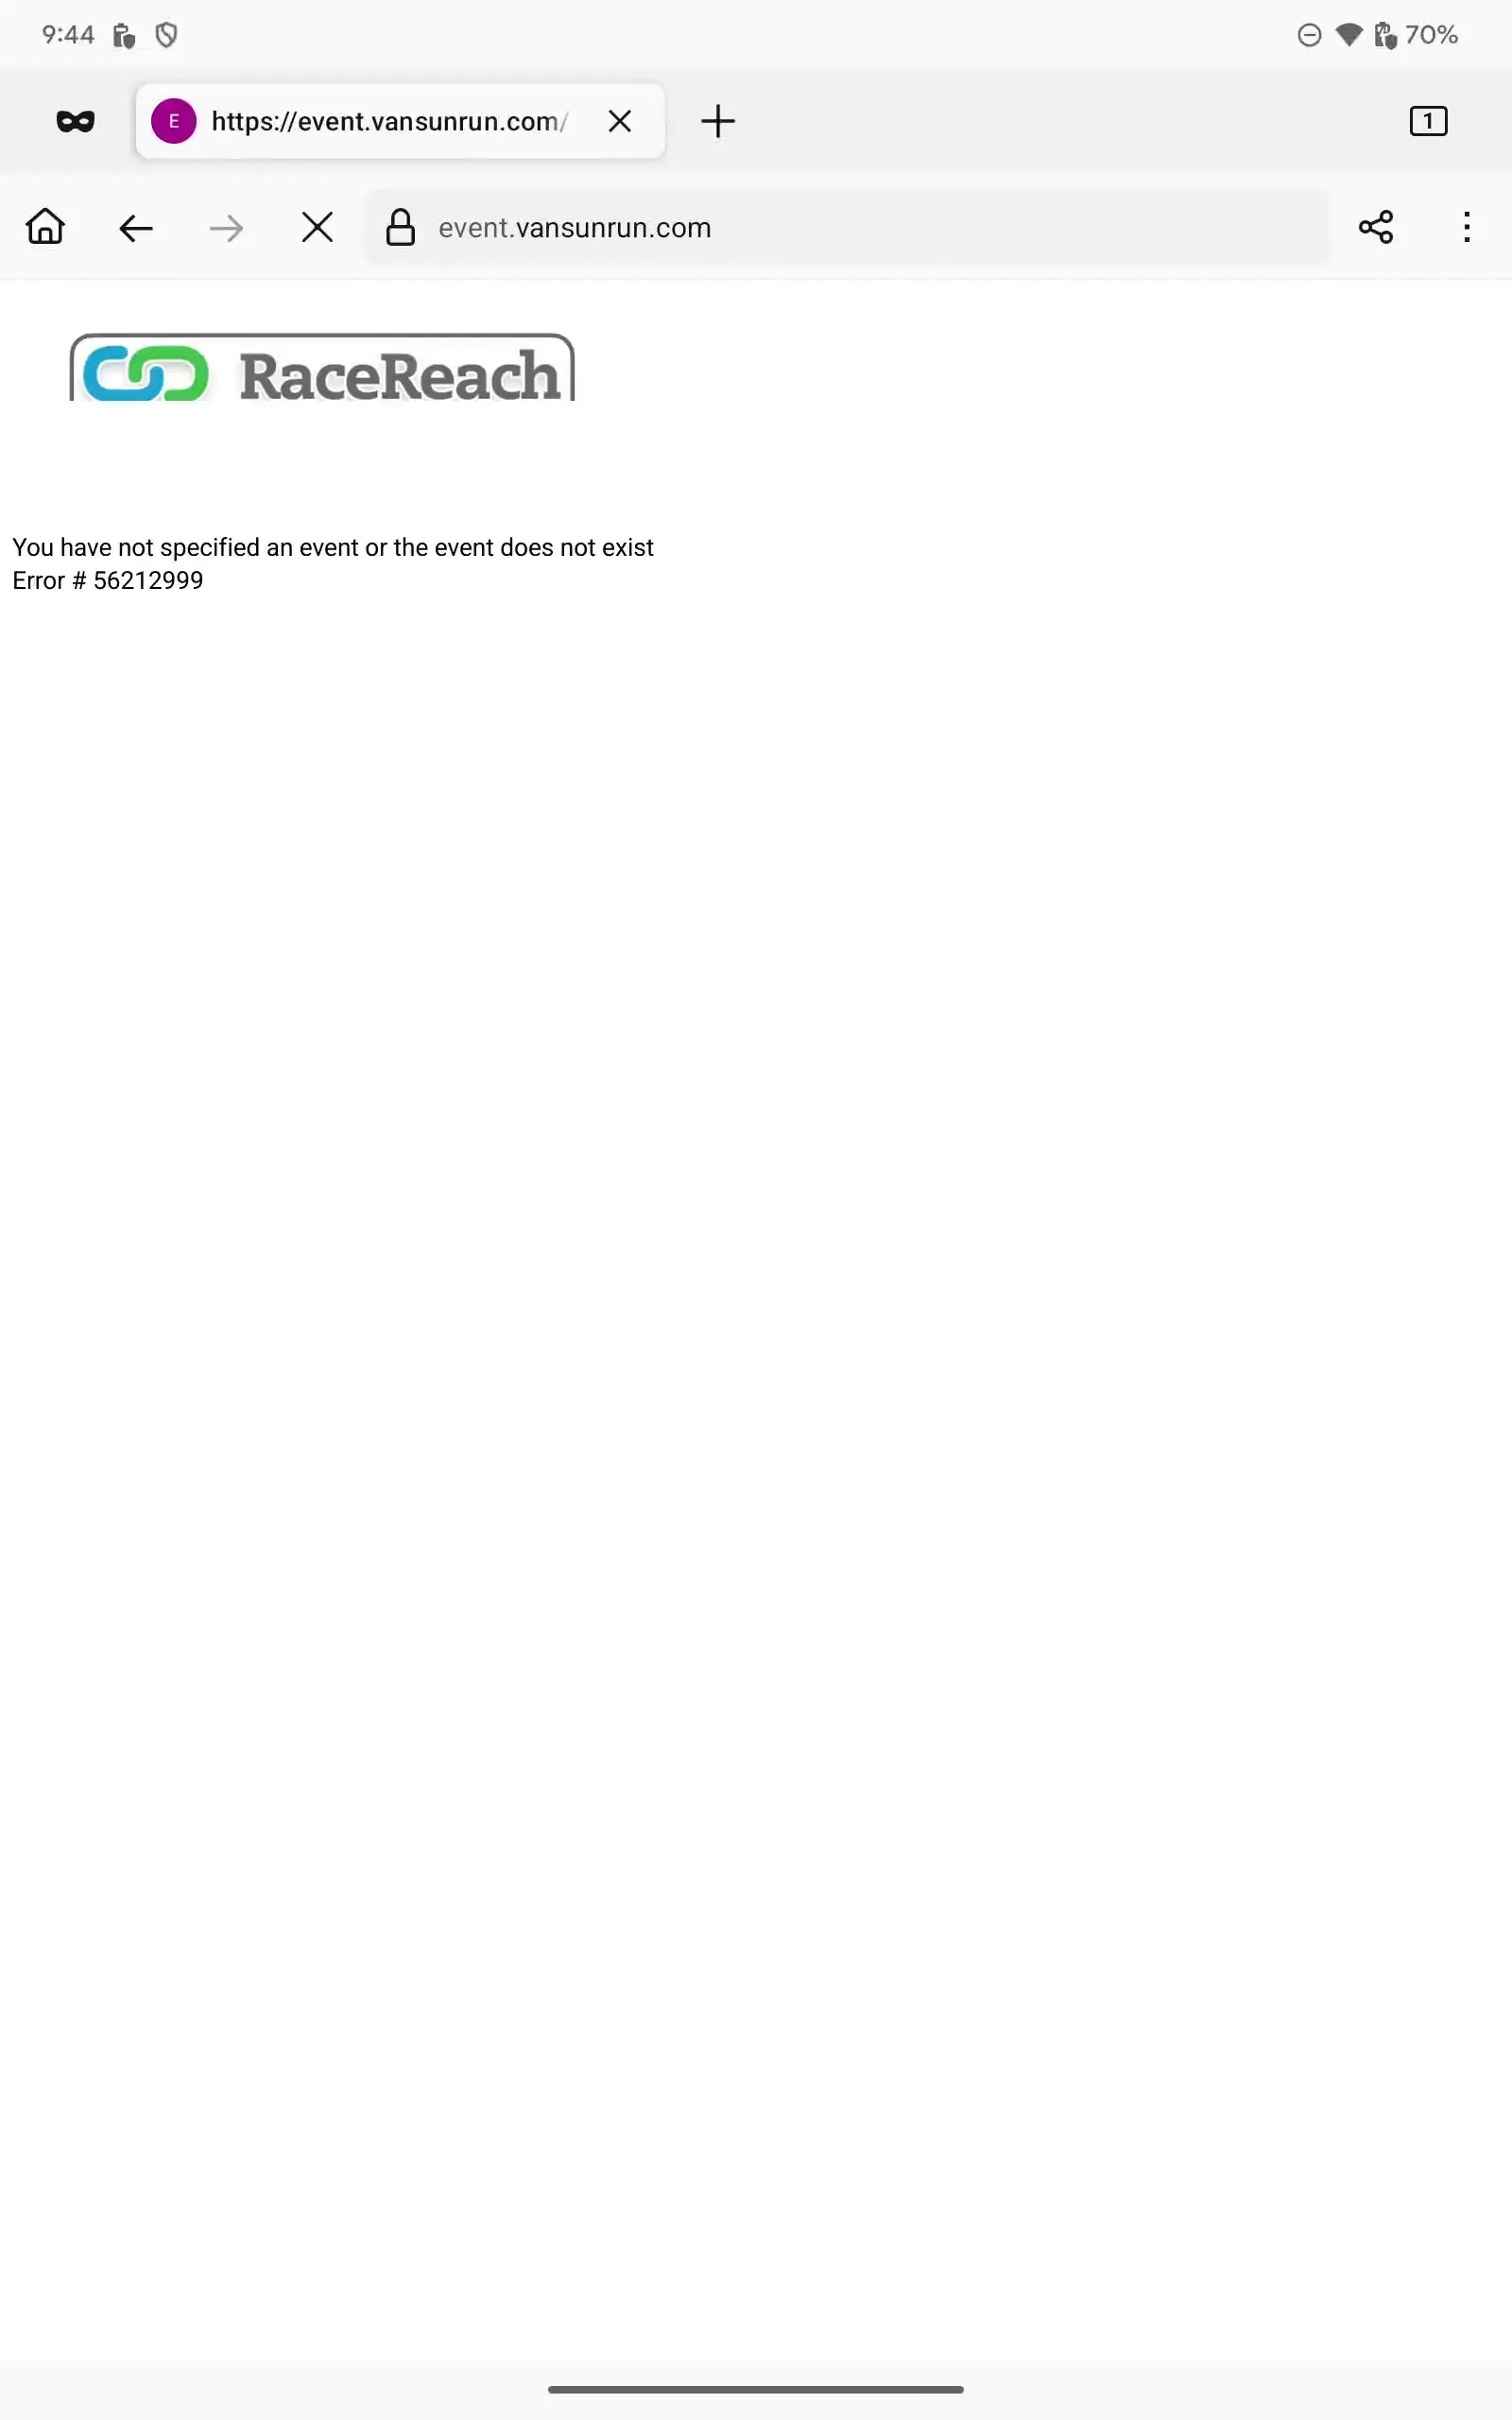 9:44
70%
E
https://event.vansunrun.com/
1
event.vansunrun.com
RaceReach
You have not specified an event or the event does not exist
Error # 56212999